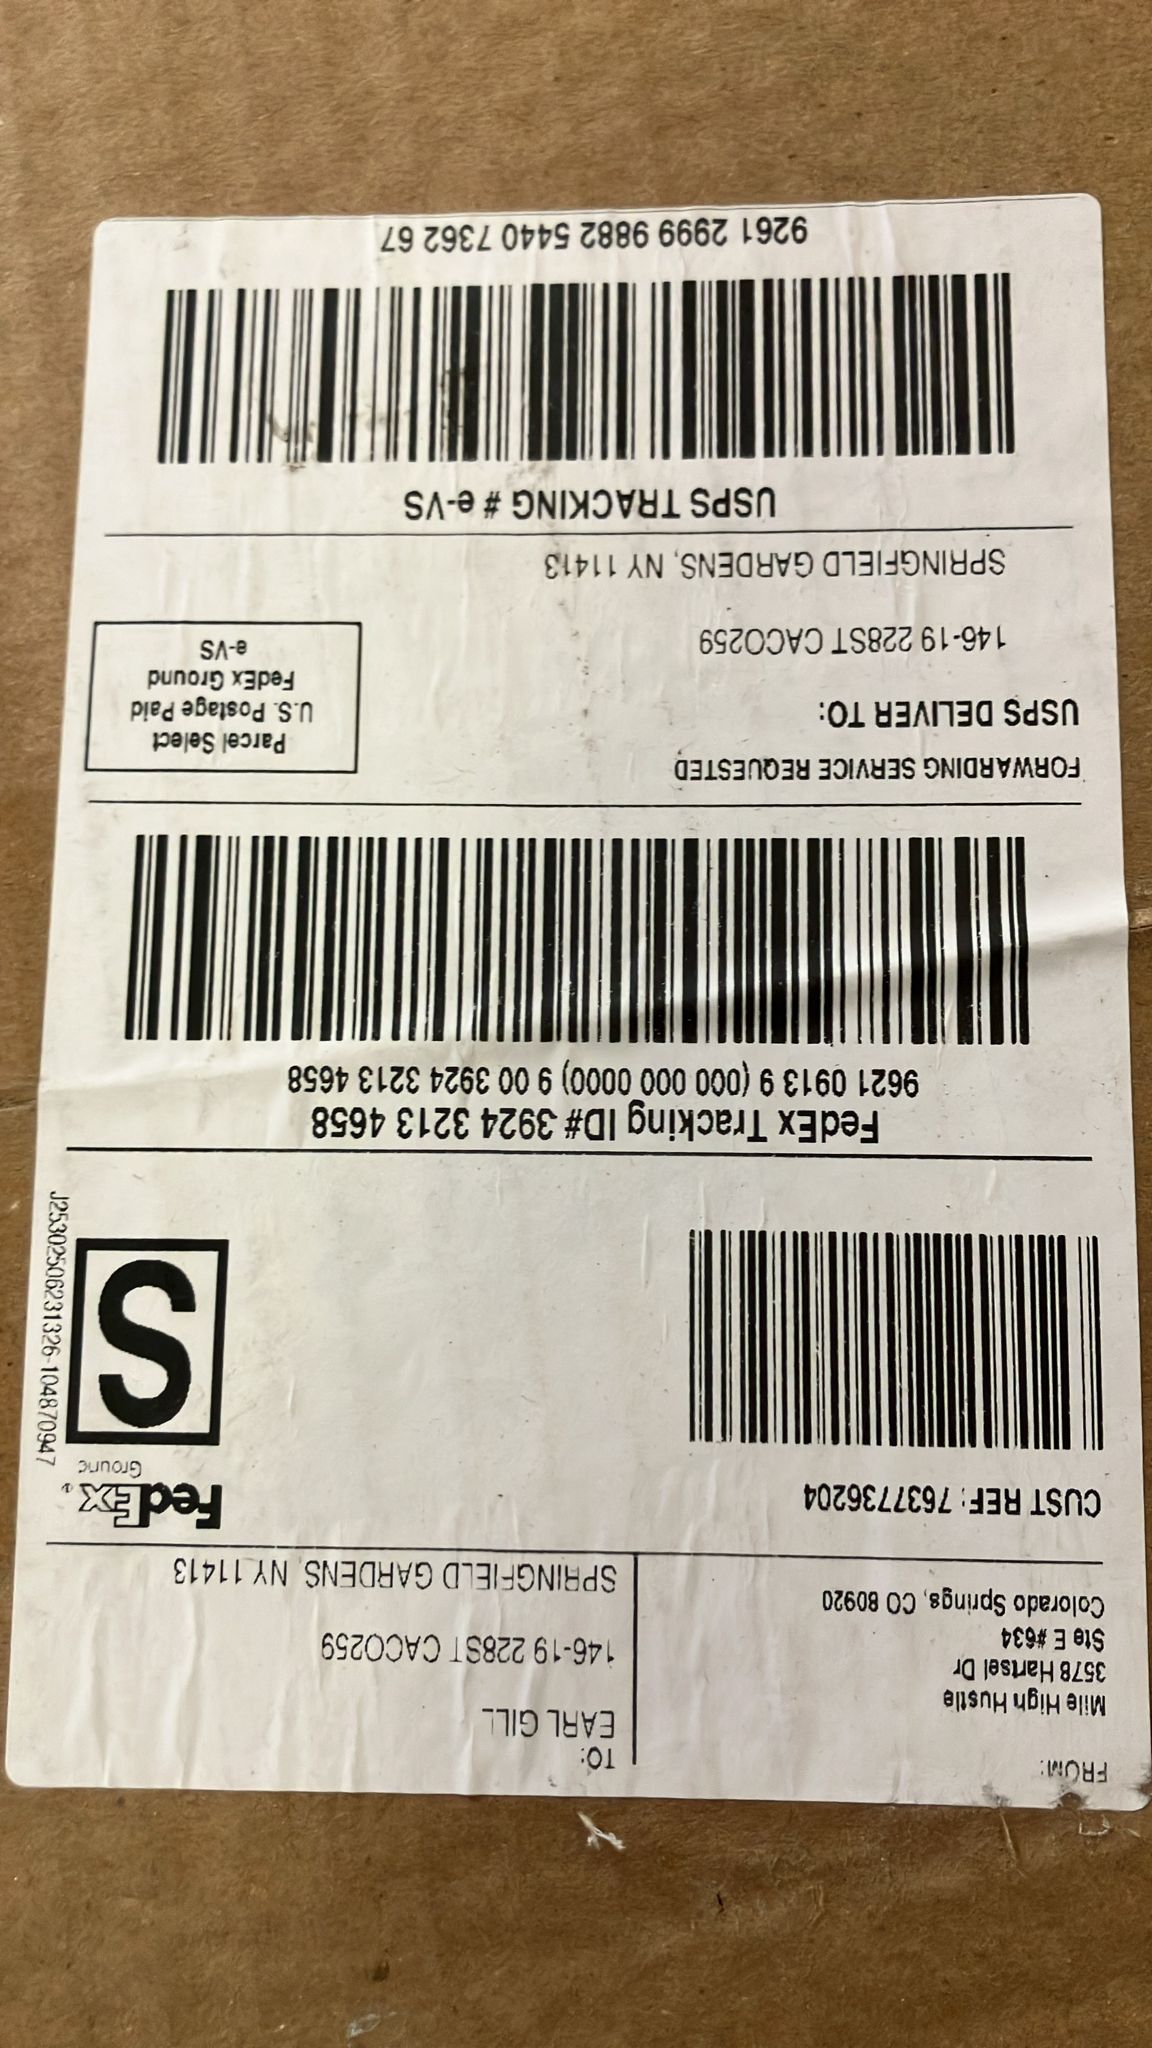 FROM:
Mile High Hustle
3578 Hartsel Dr
Ste E #634
Colorado Springs, CO 80920
TO:
EARL GILL
146-19 228ST CACO259
SPRINGFIELD GARDENS, NY 11413
CUST REF: 7637736204
FedEx®
Ground
S
J253025062313​26-104870947
FedEx Tracking ID# 3924 3213 4658
9621 0913 9 (000 000 0000) 9 00 3924 3213 4658
FORWARDING SERVICE REQUESTED
USPS DELIVER TO:
146-19 228ST CACO259
SPRINGFIELD GARDENS, NY 11413
Parcel Select
U.S. Postage Paid
FedEx Ground
e-VS
USPS TRACKING # e-VS
9261 2999 9882 5440 7362 67